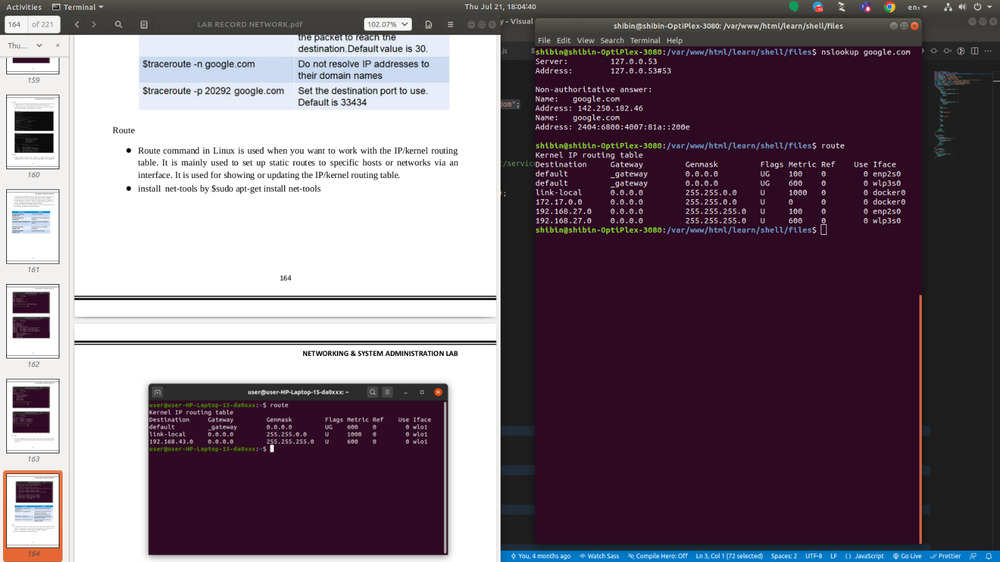 Activities
Terminal
Thu Jul 21, 18:04:40
en₁
164
of 221
LAB RECORD NETWORK.pdf
102.07%
y - Visual
Thu...
159
160
161
162
163
164
the packet to reach the
destination.Default value is 30.
$traceroute -n google.com
Do not resolve IP addresses to
their domain names
$traceroute -p 20292 google.com
Set the destination port to use.
Default is 33434
Route
● Route command in Linux is used when you want to work with the IP/kernel routing
table. It is mainly used to set up static routes to specific hosts or networks via an
interface. It is used for showing or updating the IP/kernel routing table.
● install net-tools by $sudo apt-get install net-tools
164
NETWORKING & SYSTEM ADMINISTRATION LAB
user@user-HP-Laptop-15-da0xxx: ~
user@user-HP-Laptop-15-da0xxx:~$ route
Kernel IP routing table
Destination Gateway Genmask Flags Metric Ref Use Iface
default _gateway 0.0.0.0 UG 600 0 0 wlo1
link-local 0.0.0.0 255.255.0.0 U 1000 0 0 wlo1
192.168.43.0 0.0.0.0 255.255.255.0 U 600 0 0 wlo1
user@user-HP-Laptop-15-da0xxx:~$
.js
om";
c/service
);
shibin@shibin-OptiPlex-3080: /var/www/html/learn/shell/files
File Edit View Search Terminal Help
shibin@shibin-OptiPlex-3080:/var/www/html/learn/shell/files$ nslookup google.com
Server: 127.0.0.53
Address: 127.0.0.53#53
Non-authoritative answer:
Name: google.com
Address: 142.250.182.46
Name: google.com
Address: 2404:6800:4007:81a::200e
shibin@shibin-OptiPlex-3080:/var/www/html/learn/shell/files$ route
Kernel IP routing table
Destination Gateway Genmask Flags Metric Ref Use Iface
default _gateway 0.0.0.0 UG 100 0 0 enp2s0
default _gateway 0.0.0.0 UG 600 0 0 wlp3s0
link-local 0.0.0.0 255.255.0.0 U 1000 0 0 docker0
172.17.0.0 0.0.0.0 255.255.0.0 U 0 0 0 docker0
192.168.27.0 0.0.0.0 255.255.255.0 U 100 0 0 enp2s0
192.168.27.0 0.0.0.0 255.255.255.0 U 600 0 0 wlp3s0
shibin@shibin-OptiPlex-3080:/var/www/html/learn/shell/files$
You, 4 months ago Watch Sass Compile Hero: Off Ln 3, Col 1 (72 selected) Spaces: 2 UTF-8 LF {} JavaScript Go Live Prettier